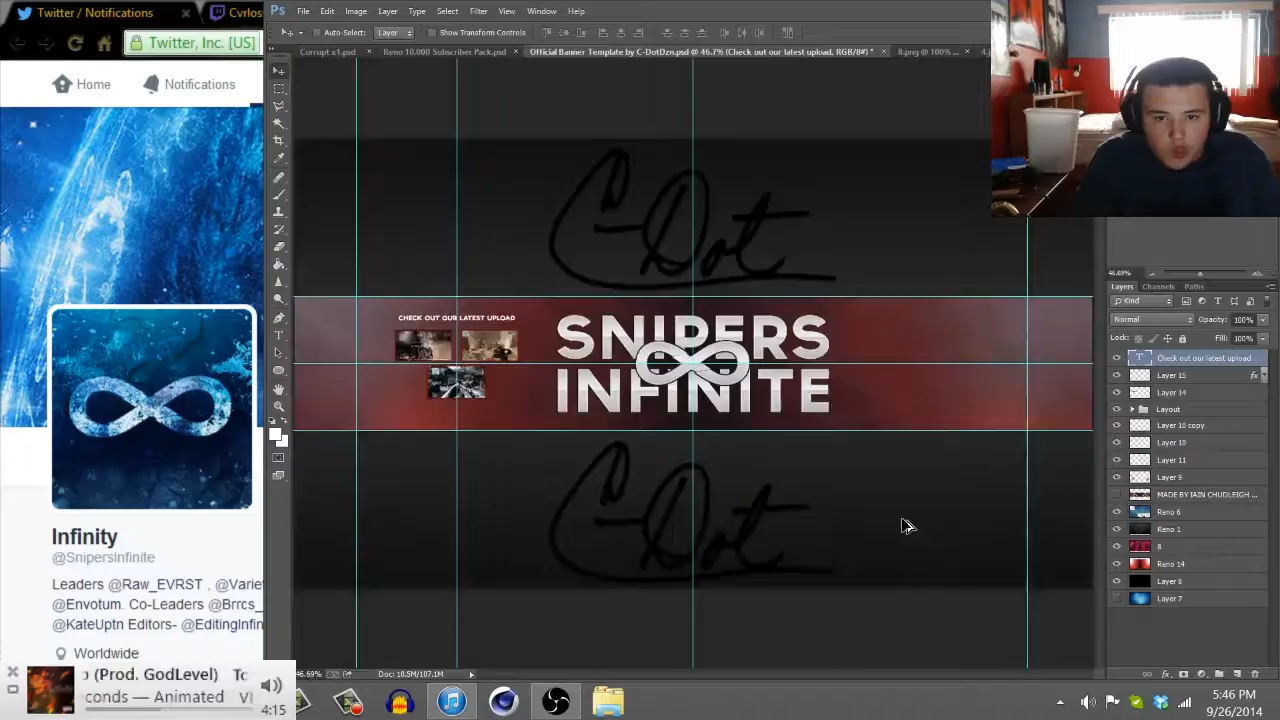 Twitter / Notifications
Cvrlos
Twitter, Inc. [US]
Home
Notifications
Infinity
@SnipersInfinite
Leaders @Raw_EVRST , @Varie
@Envotum. Co-Leaders @Brrcs_
@KateUptn Editors- @EditingInfin
Worldwide
(Prod. GodLevel) To
conds — Animated
4:15
Ps
File Edit Image Layer Type Select Filter View Window Help
Auto-Select: Layer Show Transform Controls
Corrupt x1.psd × Reno 10,000 Subscriber Pack.psd × Official Banner Template by C-DotDzn.psd @ 46.7% (Check out our latest upload, RGB/8#) * × 8.png @ 100% ... ×
C-Dot
CHECK OUT OUR LATEST UPLOAD
SNIPERS
INFINITE
C-Dot
46.69% Doc: 10.5M/107.1M
46.69%
Layers Channels Paths
Kind
Normal Opacity: 100%
Lock: Fill: 100%
T Check out our latest upload
Layer 15 fx
Layer 14
Layout
Layer 10 copy
Layer 10
Layer 11
Layer 9
MADE BY IAIN CHUDLEIGH ...
Reno 6
Reno 1
8
Reno 14
Layer 8
Layer 7
5:46 PM
9/26/2014